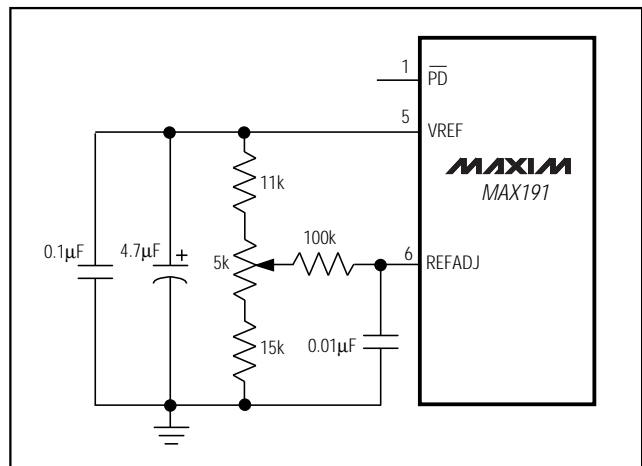 1
PD
5
VREF
MAXIM
MAX191
11k
100k
0.1µF
4.7µF
+
5k
6
REFADJ
15k
0.01µF